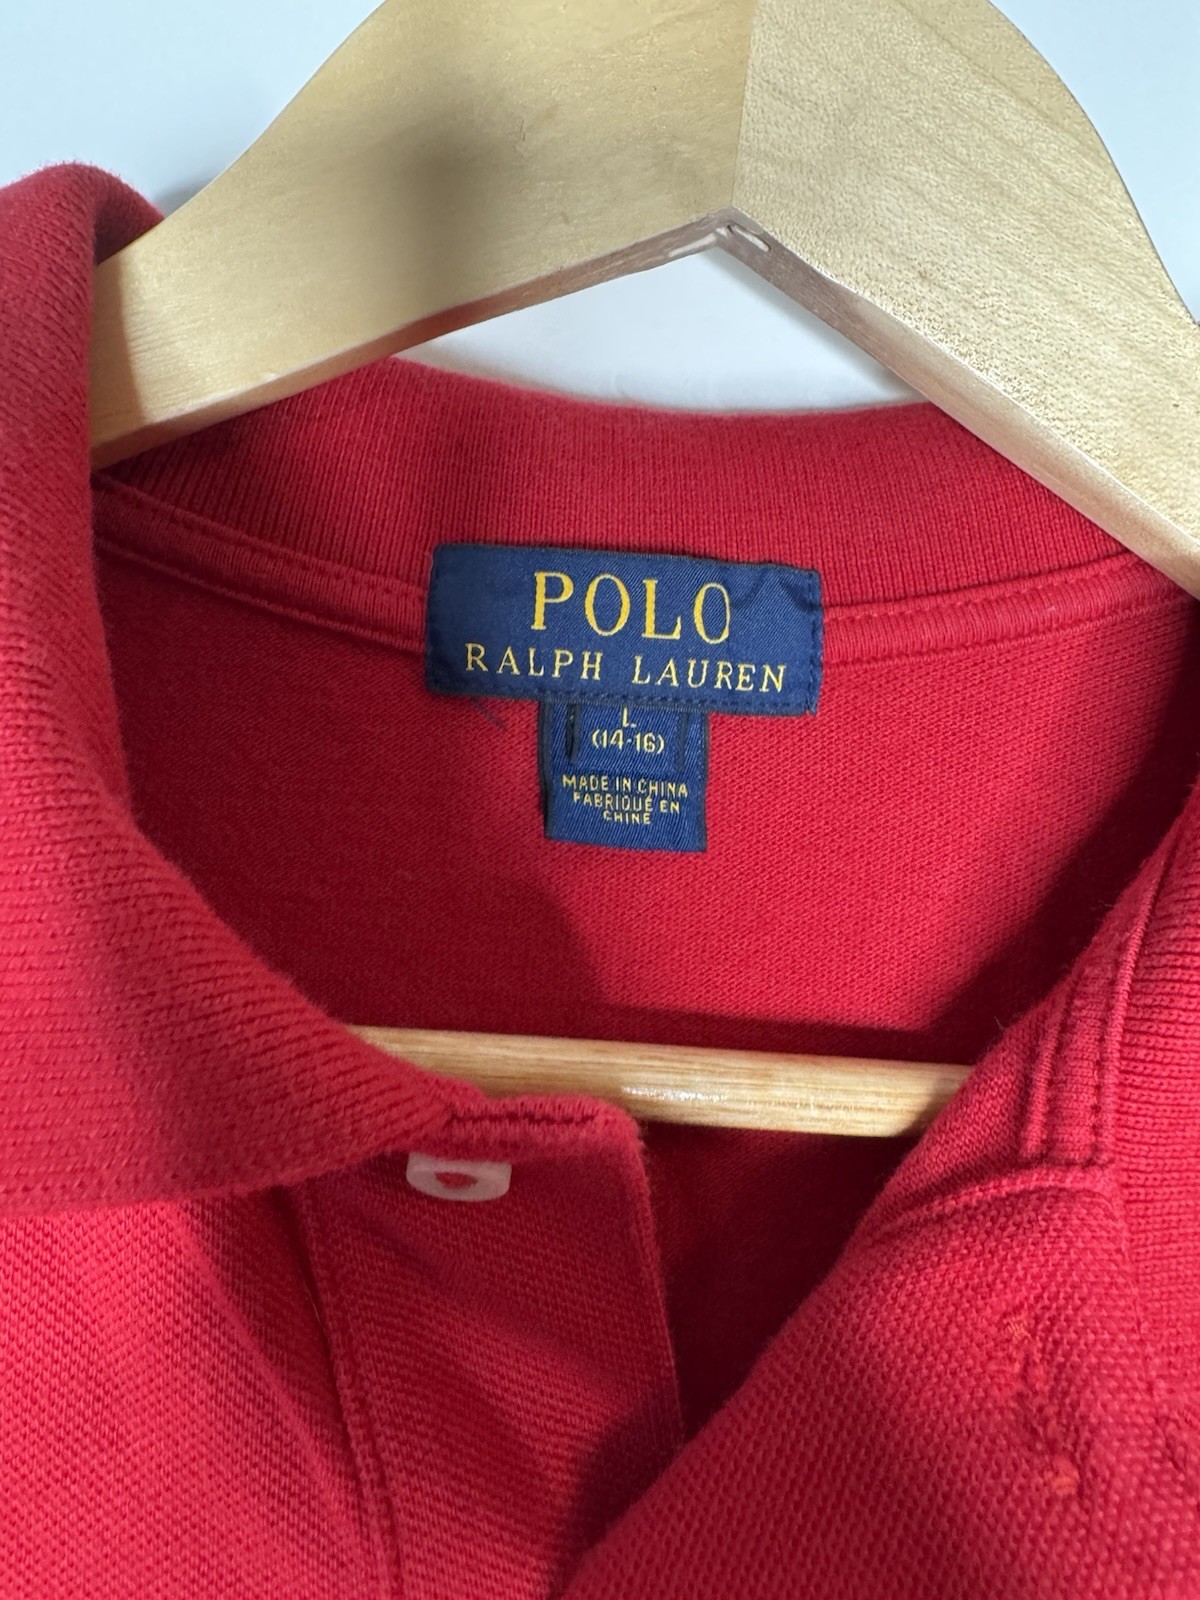 POLO
RALPH LAUREN
L
(14-16)
MADE IN CHINA
FABRIQUÉ EN
CHINE